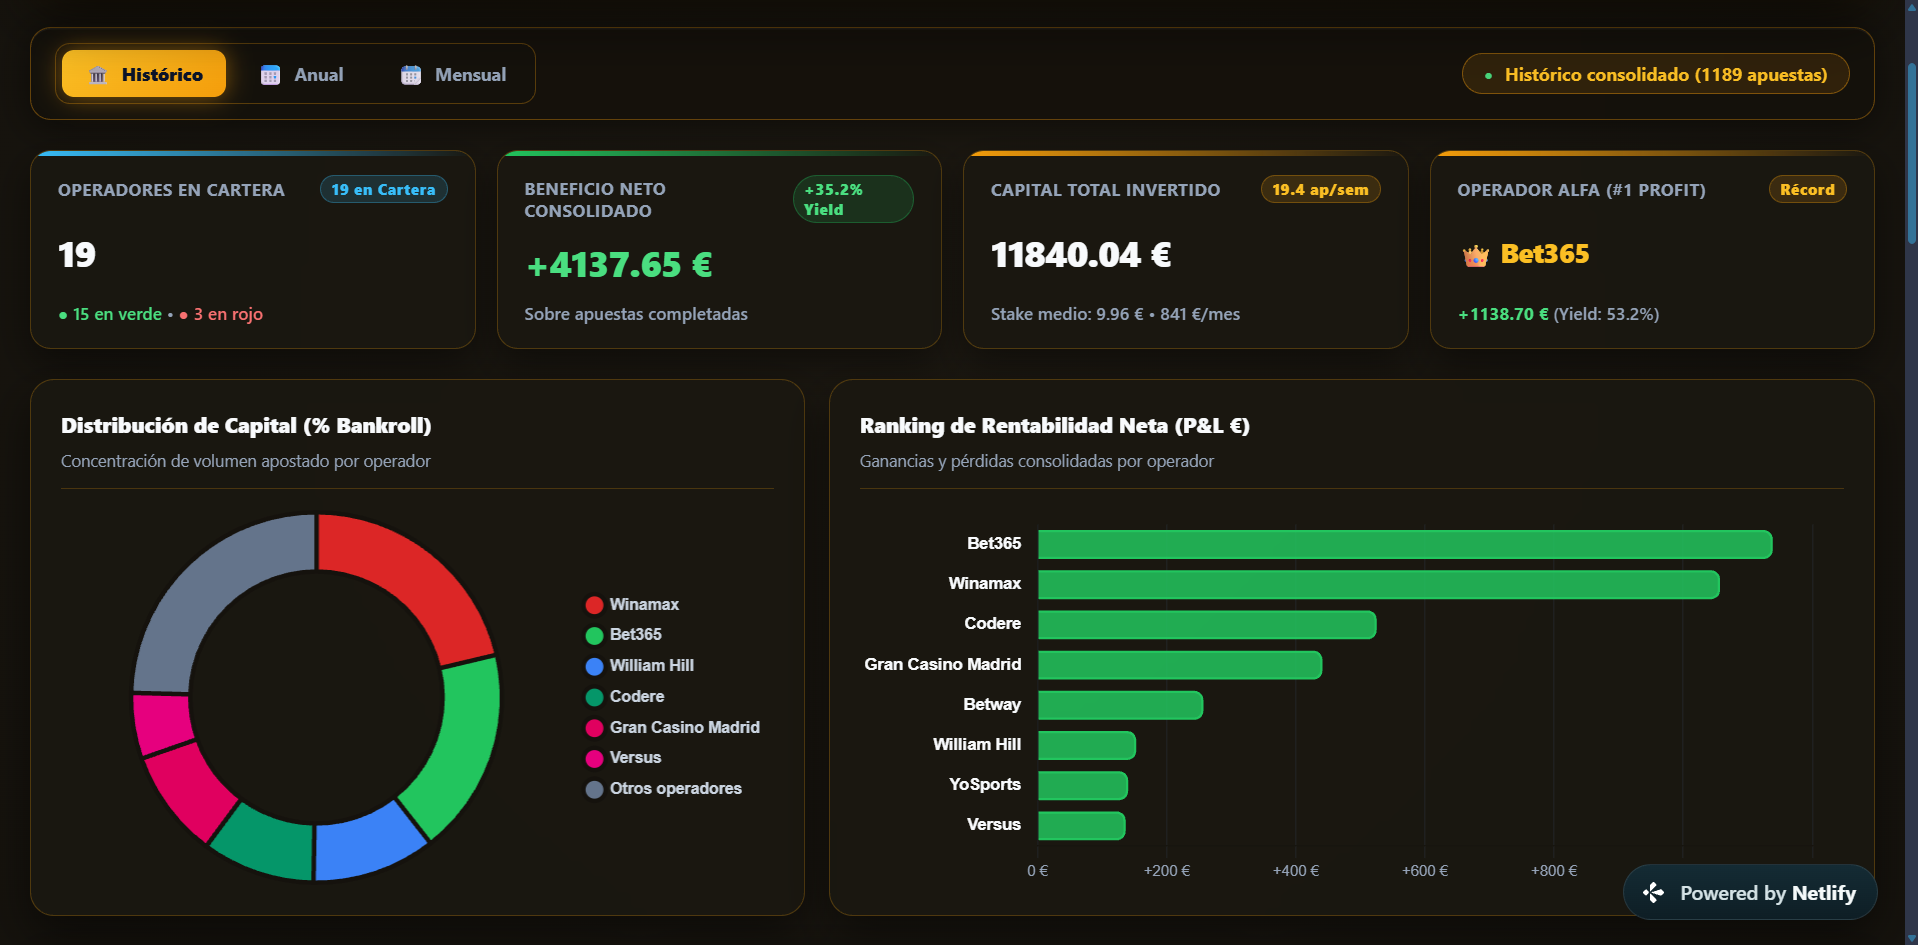 Histórico
Anual
Mensual
● Histórico consolidado (1189 apuestas)
OPERADORES EN CARTERA
19 en Cartera
19
● 15 en verde • ● 3 en rojo
BENEFICIO NETO
CONSOLIDADO
+35.2%
Yield
+4137.65 €
Sobre apuestas completadas
CAPITAL TOTAL INVERTIDO
19.4 ap/sem
11840.04 €
Stake medio: 9.96 € • 841 €/mes
OPERADOR ALFA (#1 PROFIT)
Récord
Bet365
+1138.70 € (Yield: 53.2%)
Distribución de Capital (% Bankroll)
Concentración de volumen apostado por operador
Winamax
Bet365
William Hill
Codere
Gran Casino Madrid
Versus
Otros operadores
Ranking de Rentabilidad Neta (P&L €)
Ganancias y pérdidas consolidadas por operador
Bet365
Winamax
Codere
Gran Casino Madrid
Betway
William Hill
YoSports
Versus
0 €
+200 €
+400 €
+600 €
+800 €
Powered by Netlify